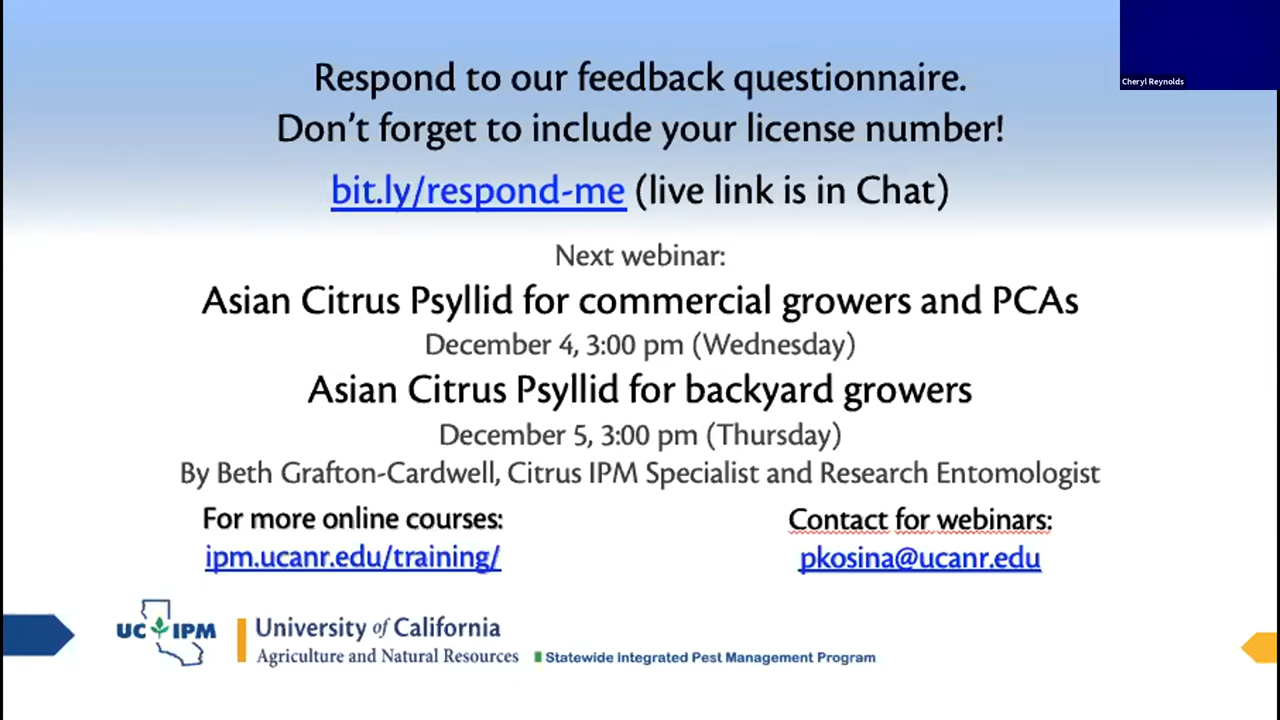 Cheryl Reynolds
Respond to our feedback questionnaire.
Don't forget to include your license number!
bit.ly/respond-me (live link is in Chat)
Next webinar:
Asian Citrus Psyllid for commercial growers and PCAs
December 4, 3:00 pm (Wednesday)
Asian Citrus Psyllid for backyard growers
December 5, 3:00 pm (Thursday)
By Beth Grafton-Cardwell, Citrus IPM Specialist and Research Entomologist
For more online courses:
ipm.ucanr.edu/training/
Contact for webinars:
pkosina@ucanr.edu
UC IPM
University of California
Agriculture and Natural Resources
Statewide Integrated Pest Management Program